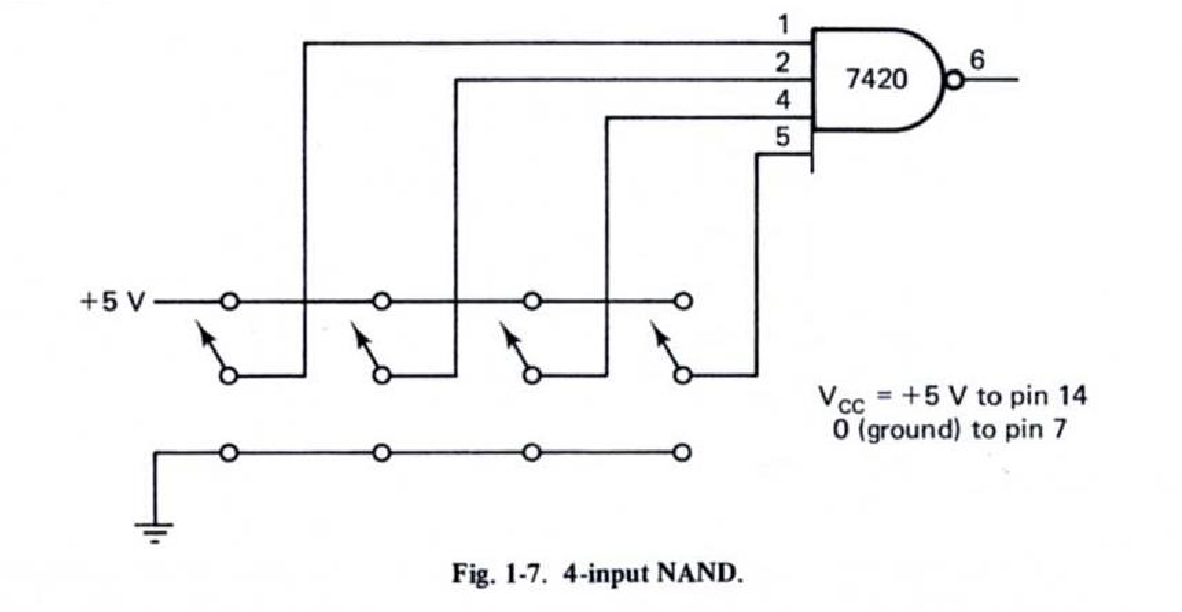 1
2
4
5
7420
6
+5 V
VCC = +5 V to pin 14
0 (ground) to pin 7
Fig. 1-7. 4-input NAND.